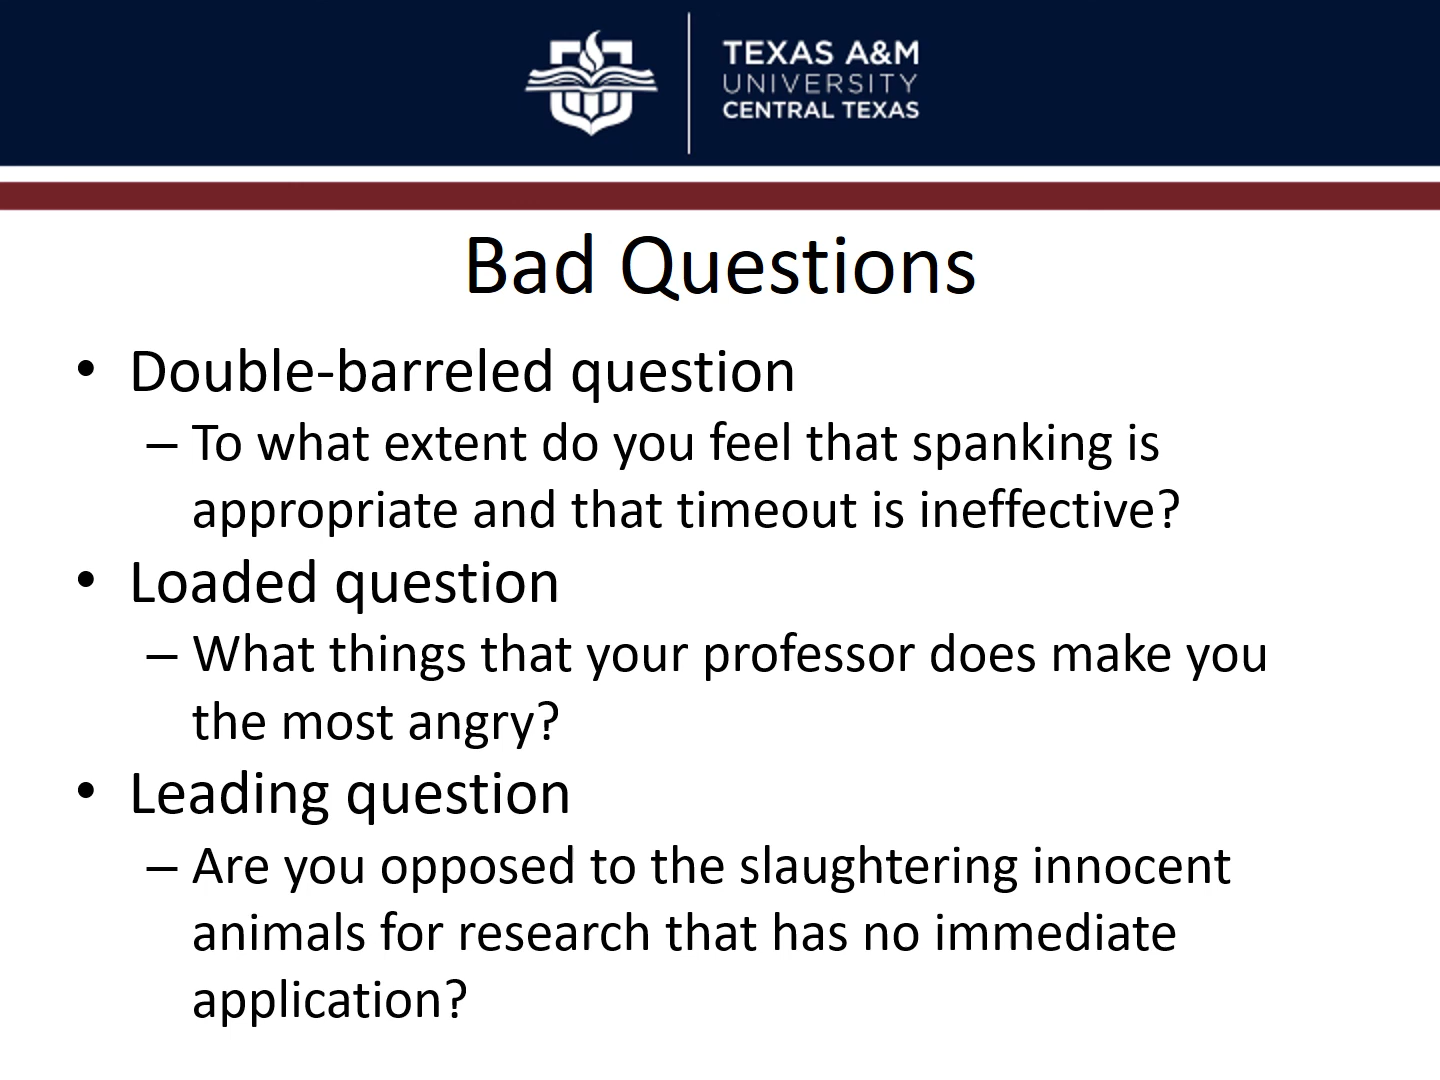 TEXAS A&M
UNIVERSITY
CENTRAL TEXAS
Bad Questions
• Double-barreled question
– To what extent do you feel that spanking is
appropriate and that timeout is ineffective?
• Loaded question
– What things that your professor does make you
the most angry?
• Leading question
– Are you opposed to the slaughtering innocent
animals for research that has no immediate
application?